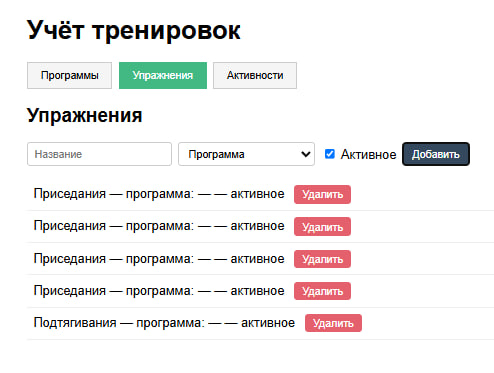 Учёт тренировок
Программы Упражнения Активности
Упражнения
Название Программа Активное Добавить
Приседания — программа: — — активное Удалить
Приседания — программа: — — активное Удалить
Приседания — программа: — — активное Удалить
Приседания — программа: — — активное Удалить
Подтягивания — программа: — — активное Удалить